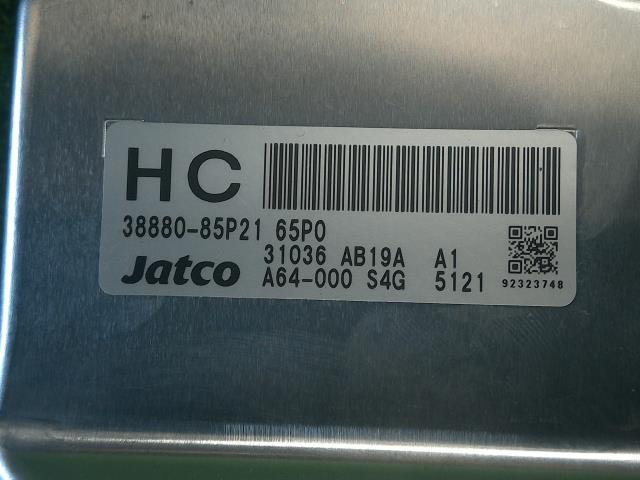 HC
38880-85P21 65P0
31036 AB19A A1
Jatco A64-000 S4G 5121
92323748